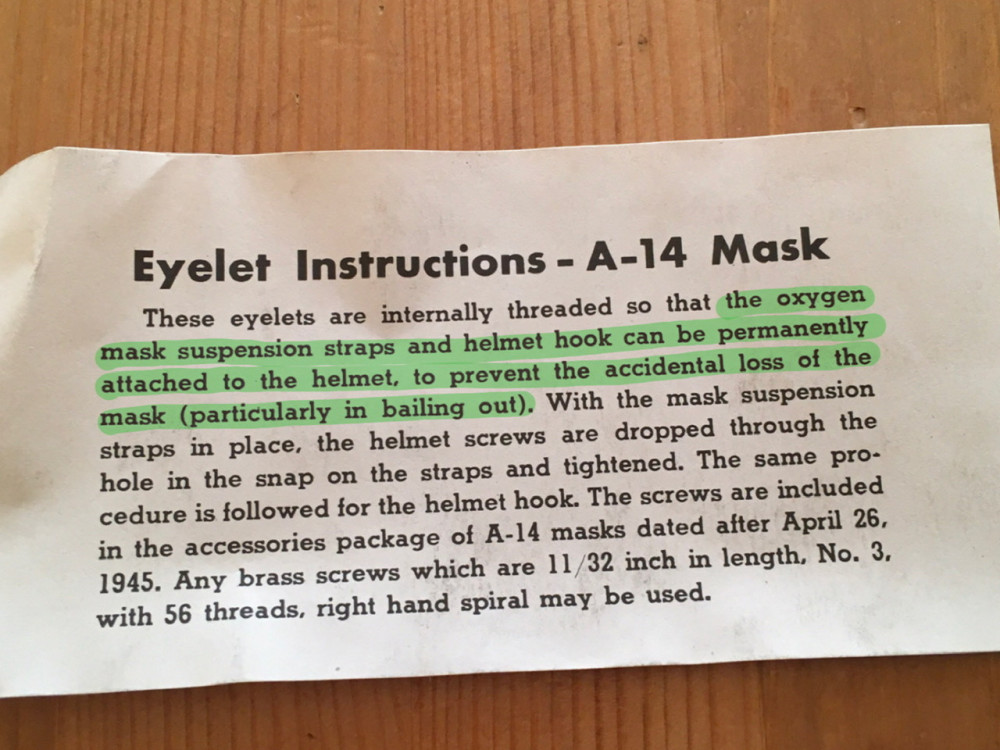 Eyelet Instructions - A-14 Mask
These eyelets are internally threaded so that the oxygen
mask suspension straps and helmet hook can be permanently
attached to the helmet, to prevent the accidental loss of the
mask (particularly in bailing out). With the mask suspension
straps in place, the helmet screws are dropped through the
hole in the snap on the straps and tightened. The same pro-
cedure is followed for the helmet hook. The screws are included
in the accessories package of A-14 masks dated after April 26,
1945. Any brass screws which are 11/32 inch in length, No. 3,
with 56 threads, right hand spiral may be used.